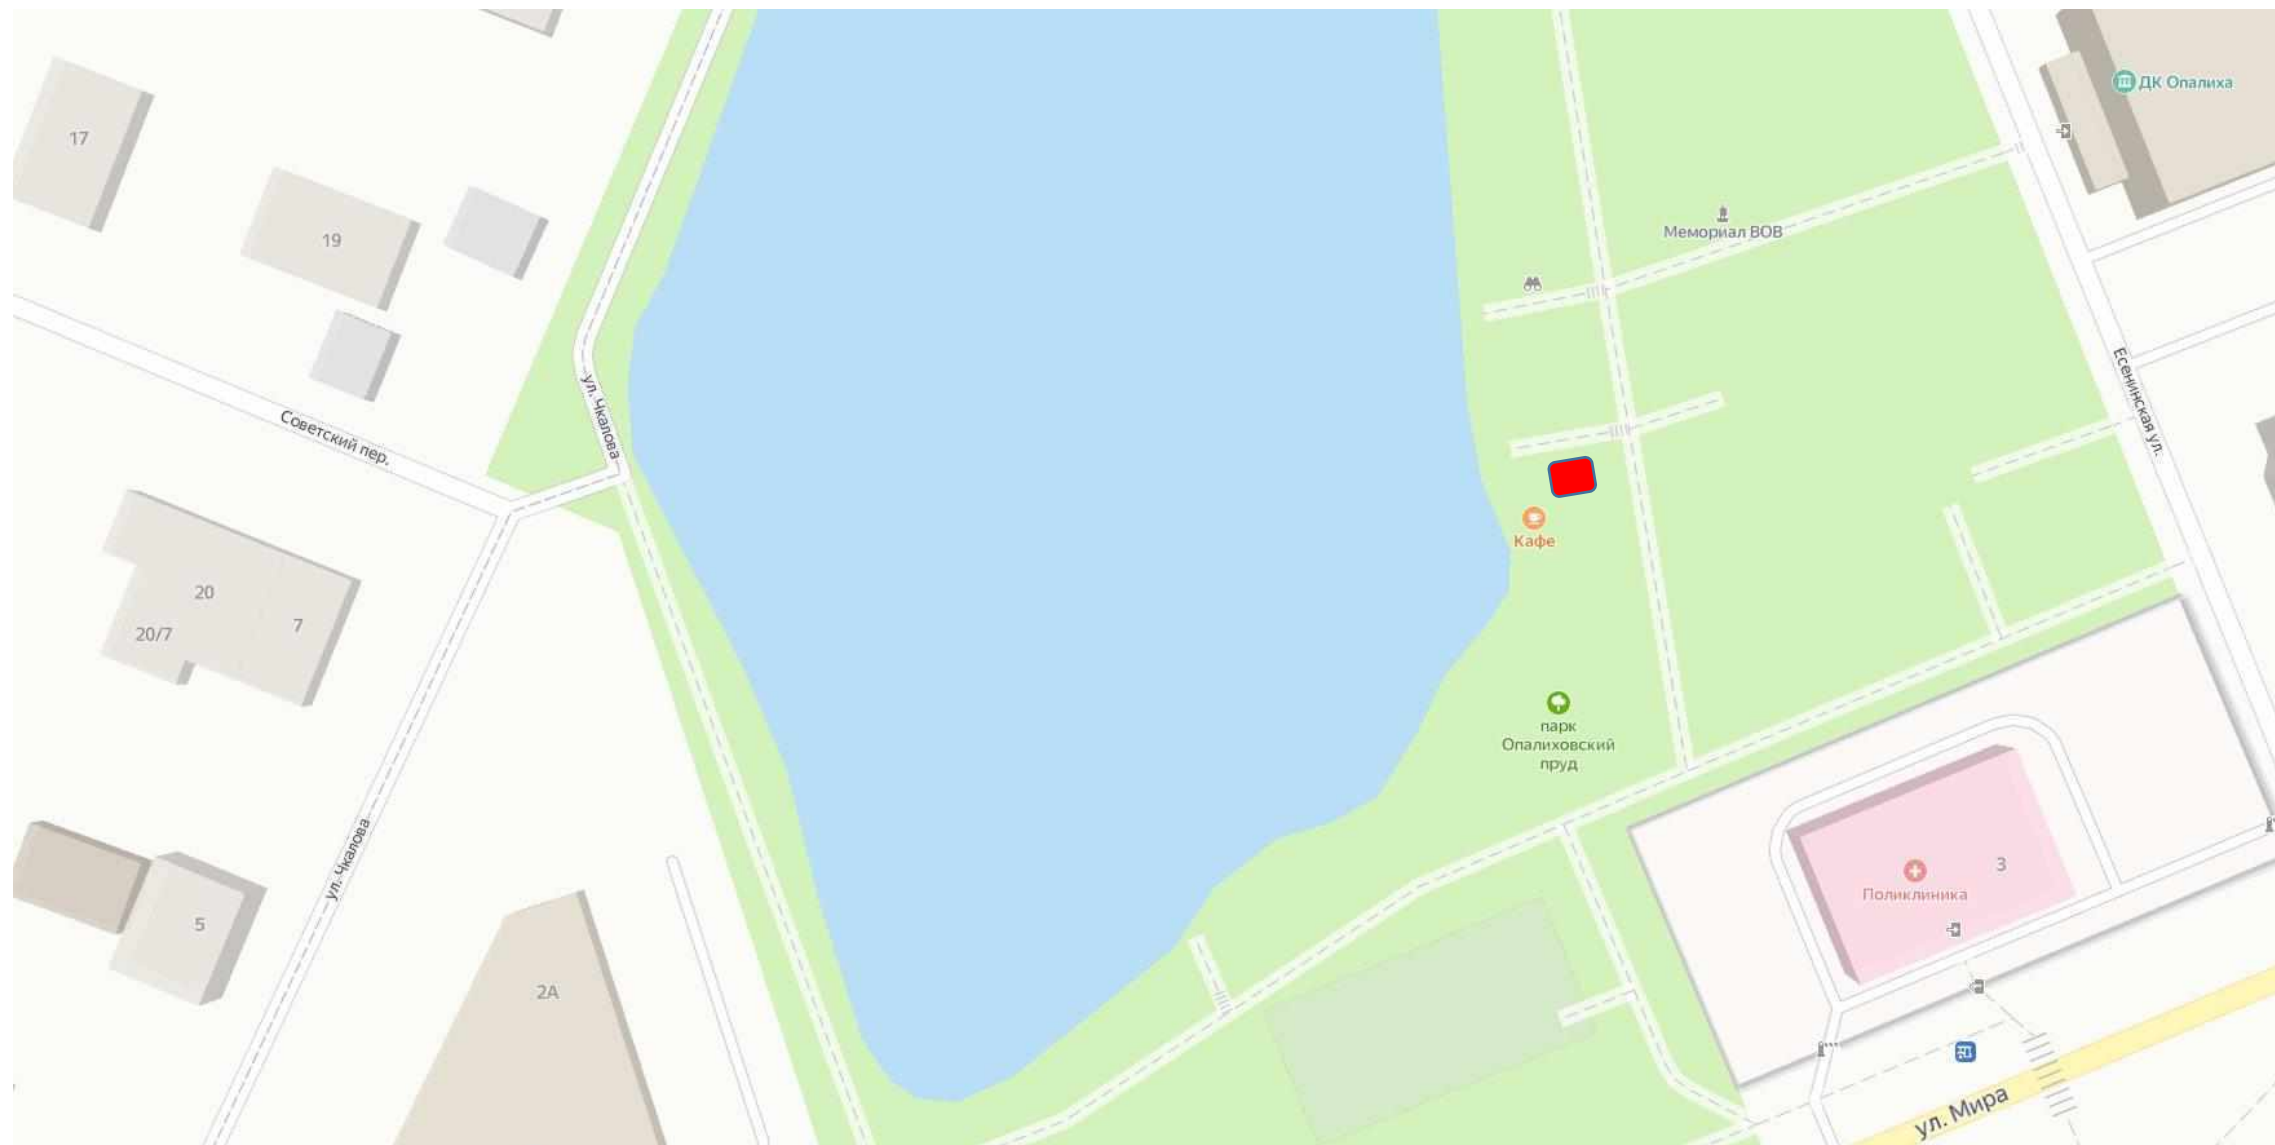 ДК Опалиха
17
19
Мемориал ВОВ
Есенинская ул.
ул. Чкалова
Советский пер.
Кафе
20
7
20/7
парк
Опалиховский
пруд
ул. Чкалова
3
Поликлиника
5
2А
ул. Мира